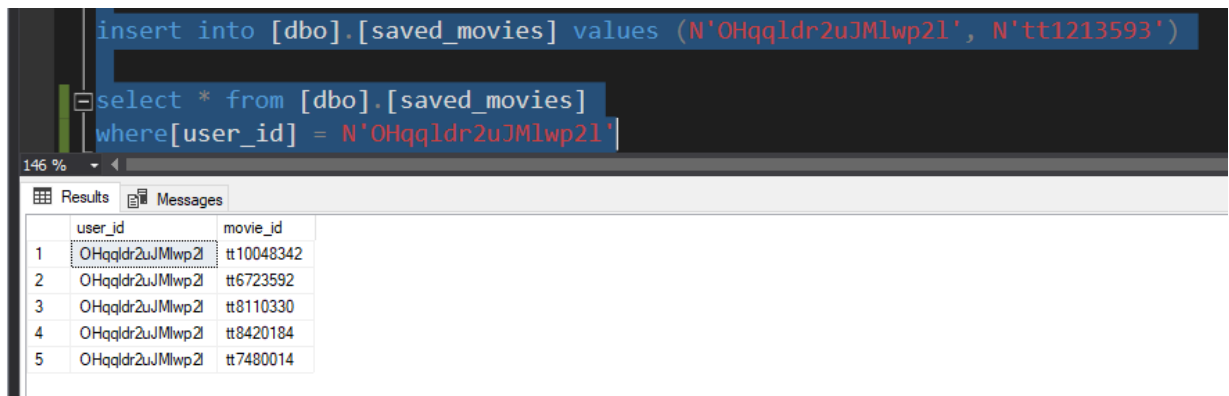 insert into [dbo].[saved_movies] values (N'OHqqldr2uJMlwp2l', N'tt1213593')
select * from [dbo].[saved_movies]
where[user_id] = N'OHqqldr2uJMlwp2l'
146 %
Results Messages
user_id movie_id
1 OHqqldr2uJMlwp2l tt10048342
2 OHqqldr2uJMlwp2l tt6723592
3 OHqqldr2uJMlwp2l tt8110330
4 OHqqldr2uJMlwp2l tt8420184
5 OHqqldr2uJMlwp2l tt7480014